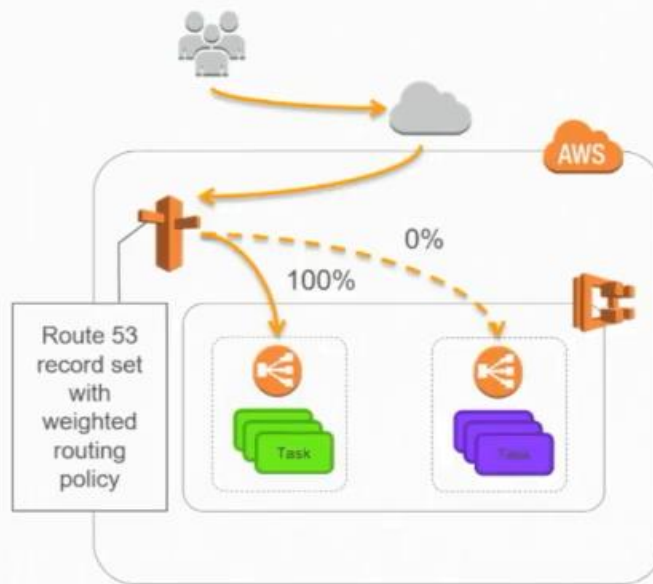 AWS
0%
100%
Route 53
record set
with
weighted
routing
policy
Task
Task